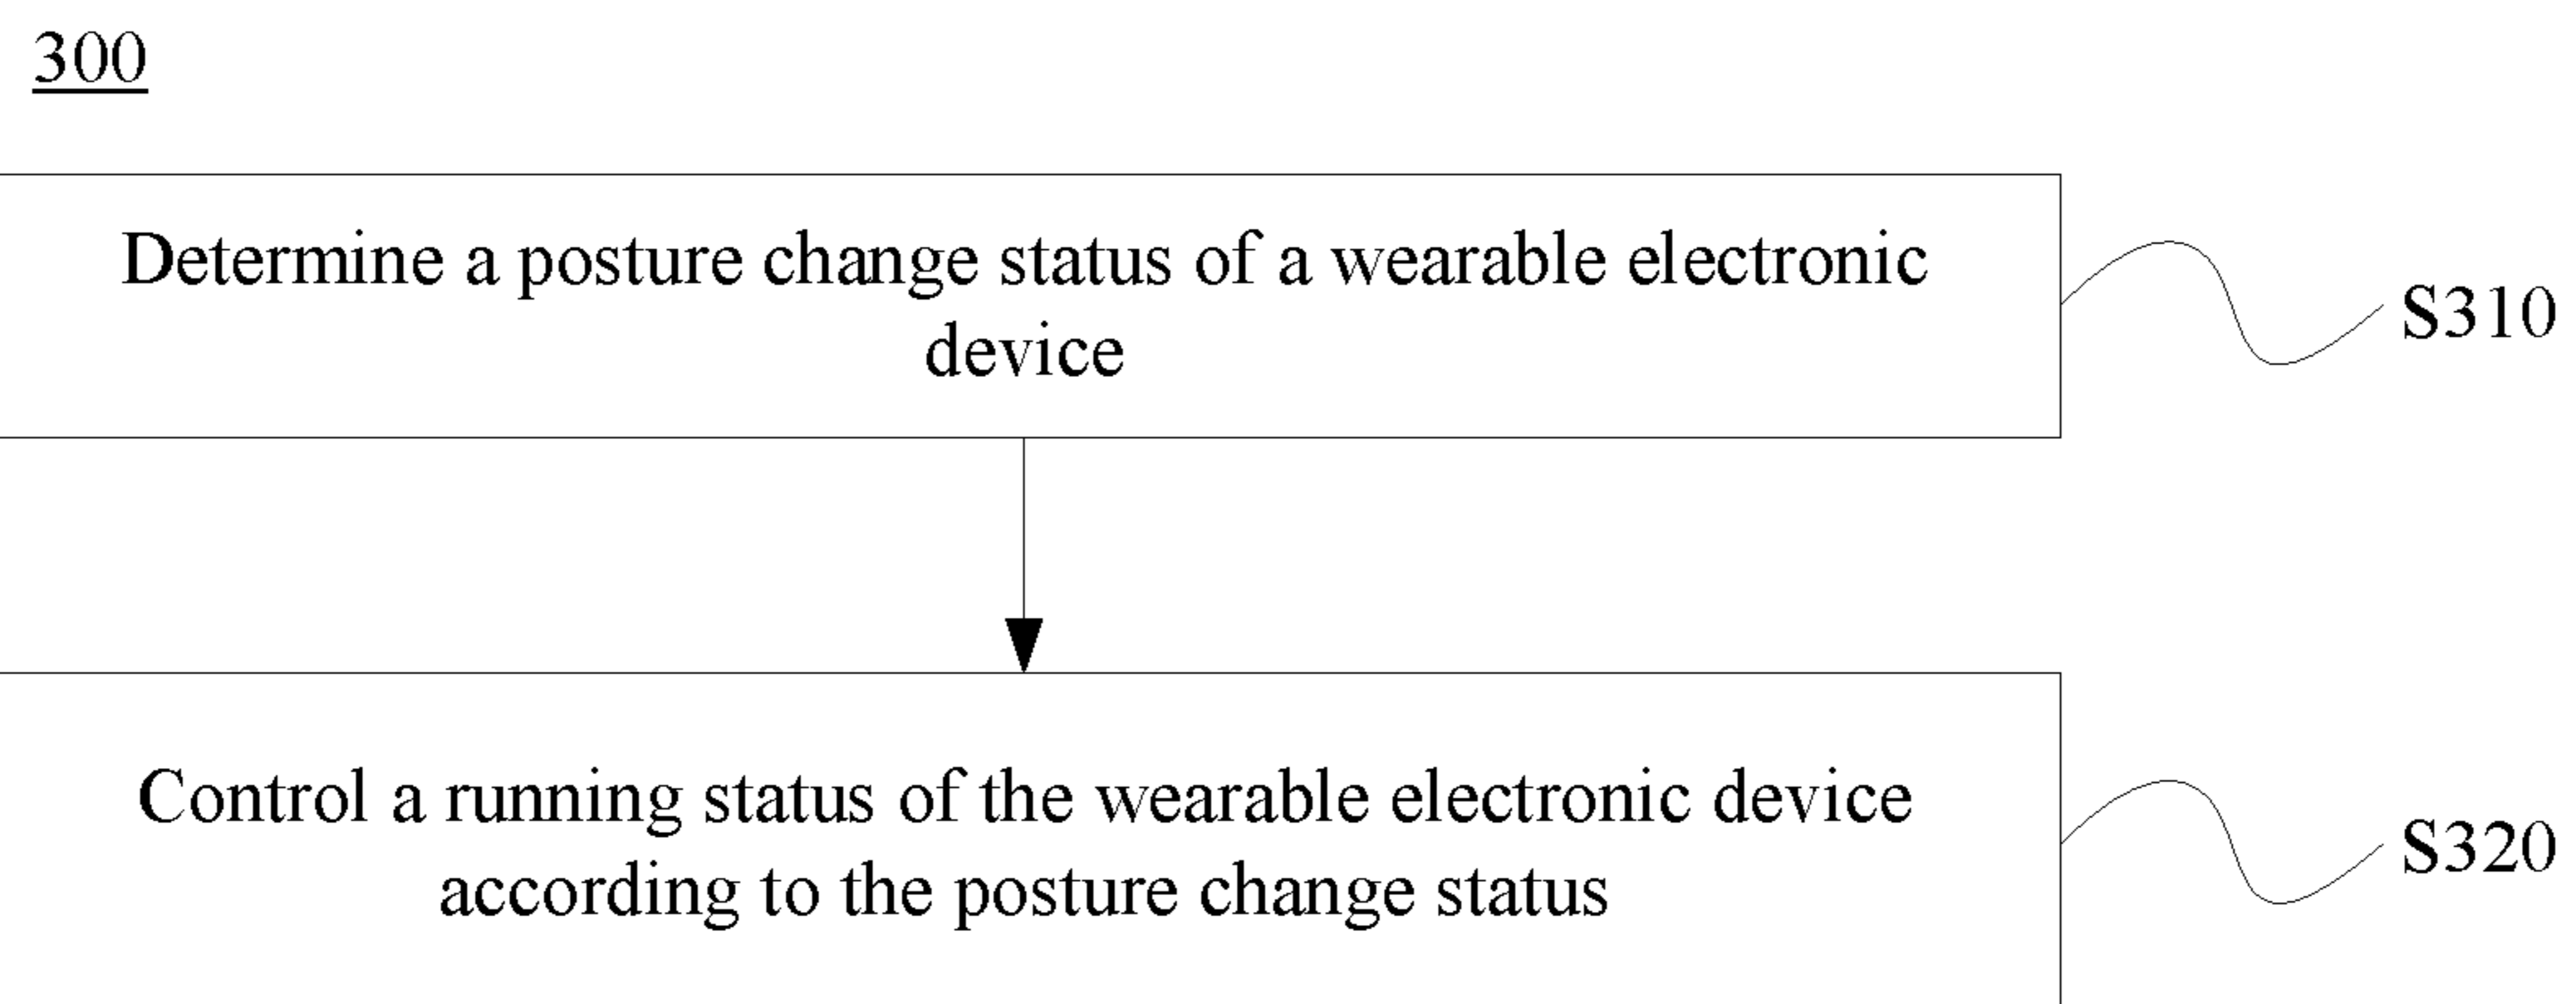 300
Determine a posture change status of a wearable electronic
device
S310
Control a running status of the wearable electronic device
according to the posture change status
S320